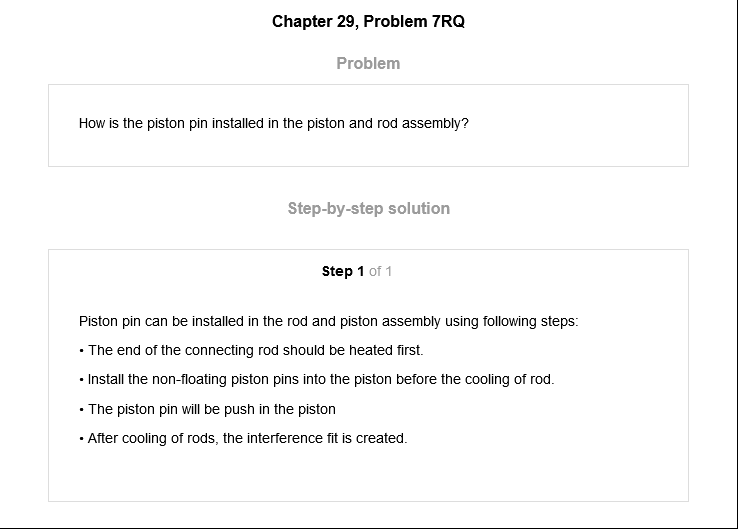 Chapter 29, Problem 7RQ
Problem
How is the piston pin installed in the piston and rod assembly?
Step-by-step solution
Step 1 of 1
Piston pin can be installed in the rod and piston assembly using following steps:
• The end of the connecting rod should be heated first.
• Install the non-floating piston pins into the piston before the cooling of rod.
• The piston pin will be push in the piston
• After cooling of rods, the interference fit is created.